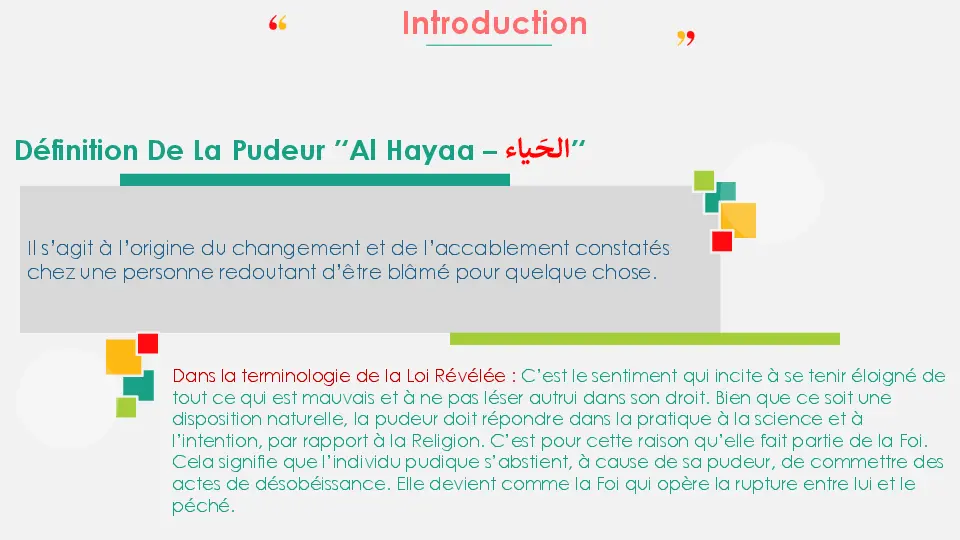 “ Introduction ”
Définition De La Pudeur ’’Al Hayaa – الحَياء‘‘
Il s’agit à l’origine du changement et de l’accablement constatés
chez une personne redoutant d’être blâmé pour quelque chose.
Dans la terminologie de la Loi Révélée : C’est le sentiment qui incite à se tenir éloigné de
tout ce qui est mauvais et à ne pas léser autrui dans son droit. Bien que ce soit une
disposition naturelle, la pudeur doit répondre dans la pratique à la science et à
l’intention, par rapport à la Religion. C’est pour cette raison qu’elle fait partie de la Foi.
Cela signifie que l’individu pudique s’abstient, à cause de sa pudeur, de commettre des
actes de désobéissance. Elle devient comme la Foi qui opère la rupture entre lui et le
péché.